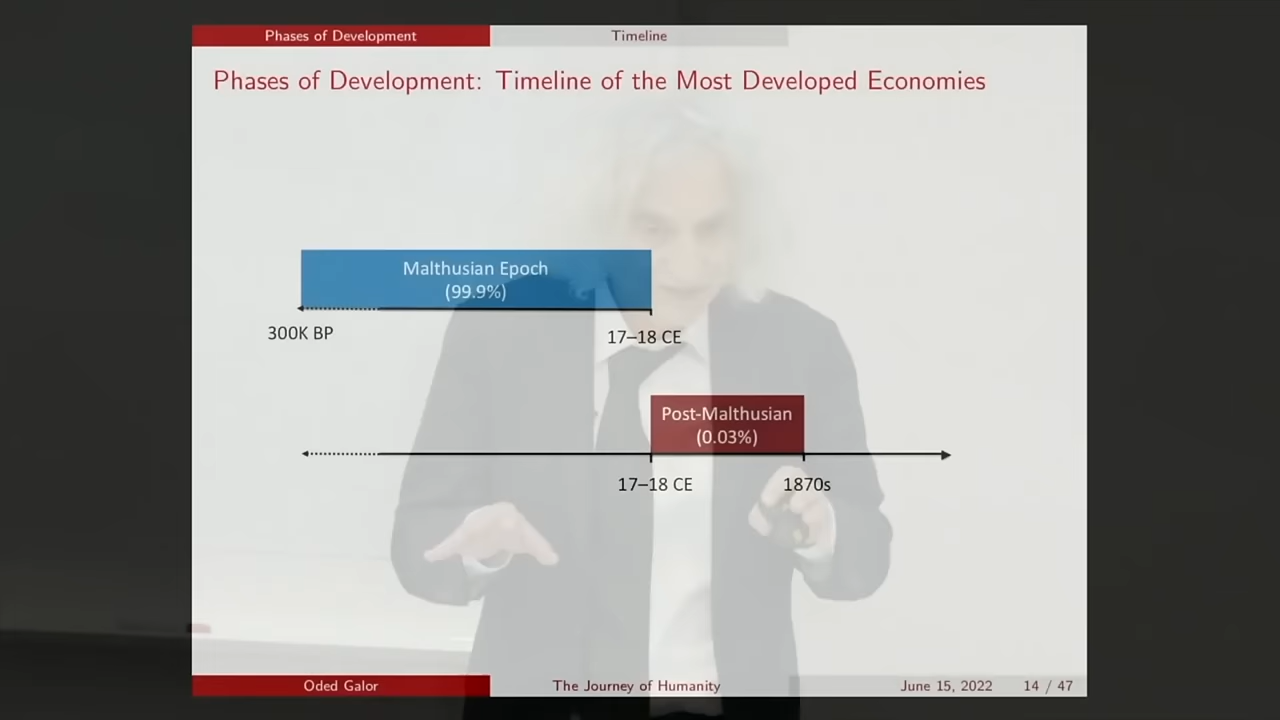 Phases of Development
Timeline
Phases of Development: Timeline of the Most Developed Economies
Malthusian Epoch
(99.9%)
300K BP
17–18 CE
Post-Malthusian
(0.03%)
17–18 CE
1870s
Oded Galor
The Journey of Humanity
June 15, 2022
14 / 47